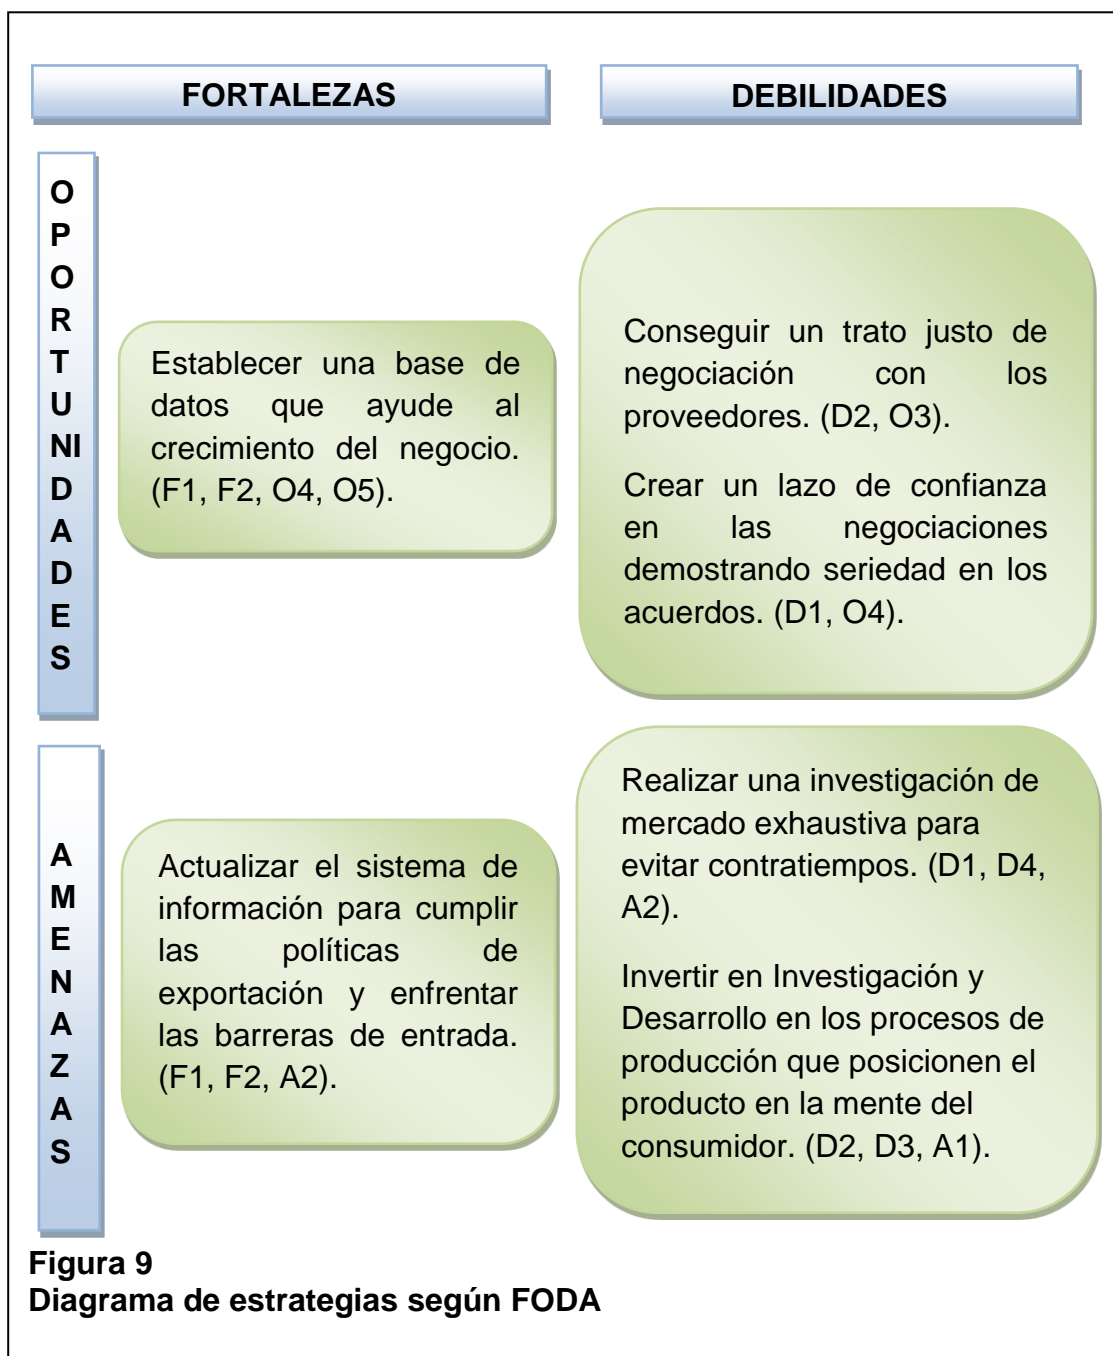 FORTALEZAS
DEBILIDADES
O
P
O
R
T
U
NI
D
A
D
E
S
Establecer una base de
datos que ayude al
crecimiento del negocio.
(F1, F2, O4, O5).
Conseguir un trato justo de
negociación con los
proveedores. (D2, O3).
Crear un lazo de confianza
en las negociaciones
demostrando seriedad en los
acuerdos. (D1, O4).
A
M
E
N
A
Z
A
S
Actualizar el sistema de
información para cumplir
las políticas de
exportación y enfrentar
las barreras de entrada.
(F1, F2, A2).
Realizar una investigación de
mercado exhaustiva para
evitar contratiempos. (D1, D4,
A2).
Invertir en Investigación y
Desarrollo en los procesos de
producción que posicionen el
producto en la mente del
consumidor. (D2, D3, A1).
Figura 9
Diagrama de estrategias según FODA